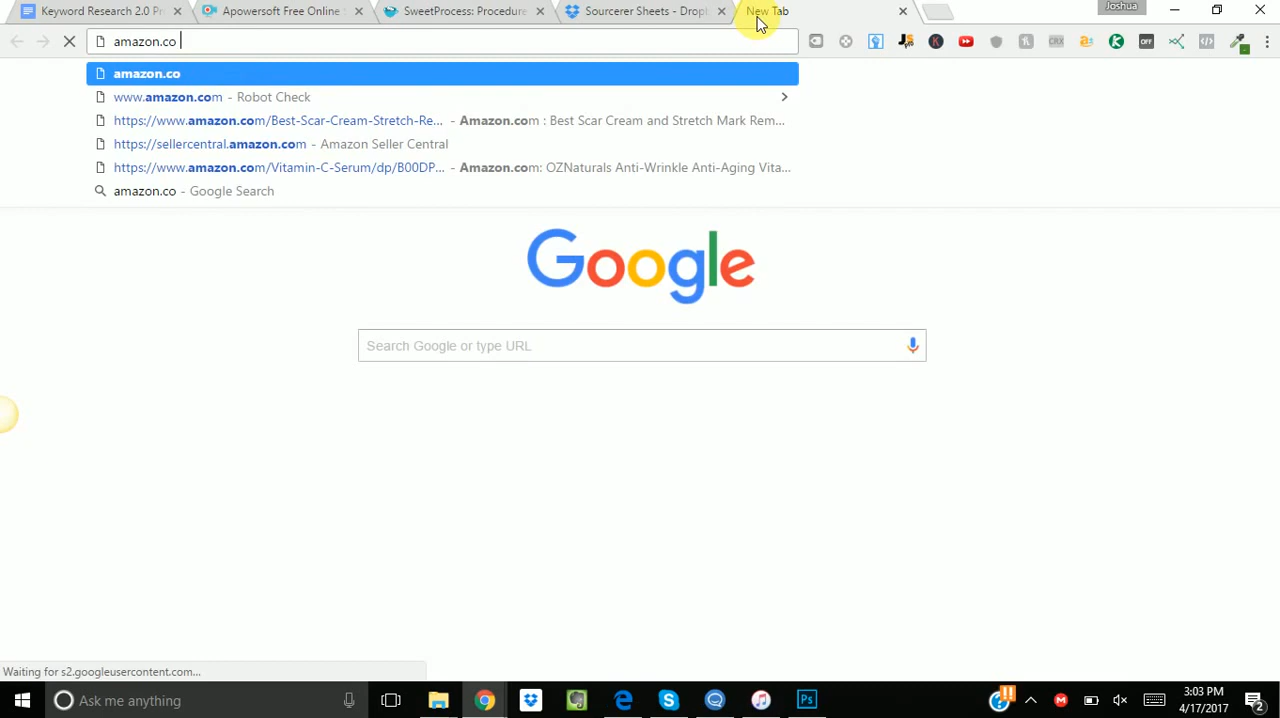 Keyword Research 2.0 Pr
Apowersoft Free Online
SweetProcess: Procedure
Sourcerer Sheets - Dropb
New Tab
Joshua
amazon.co
amazon.co
www.amazon.com - Robot Check
https://www.amazon.com/Best-Scar-Cream-Stretch-Re... - Amazon.com : Best Scar Cream and Stretch Mark Rem...
https://sellercentral.amazon.com - Amazon Seller Central
https://www.amazon.com/Vitamin-C-Serum/dp/B00DP... - Amazon.com: OZNaturals Anti-Wrinkle Anti-Aging Vita...
amazon.co - Google Search
Google
Search Google or type URL
Waiting for s2.googleusercontent.com...
Ask me anything
3:03 PM
4/17/2017